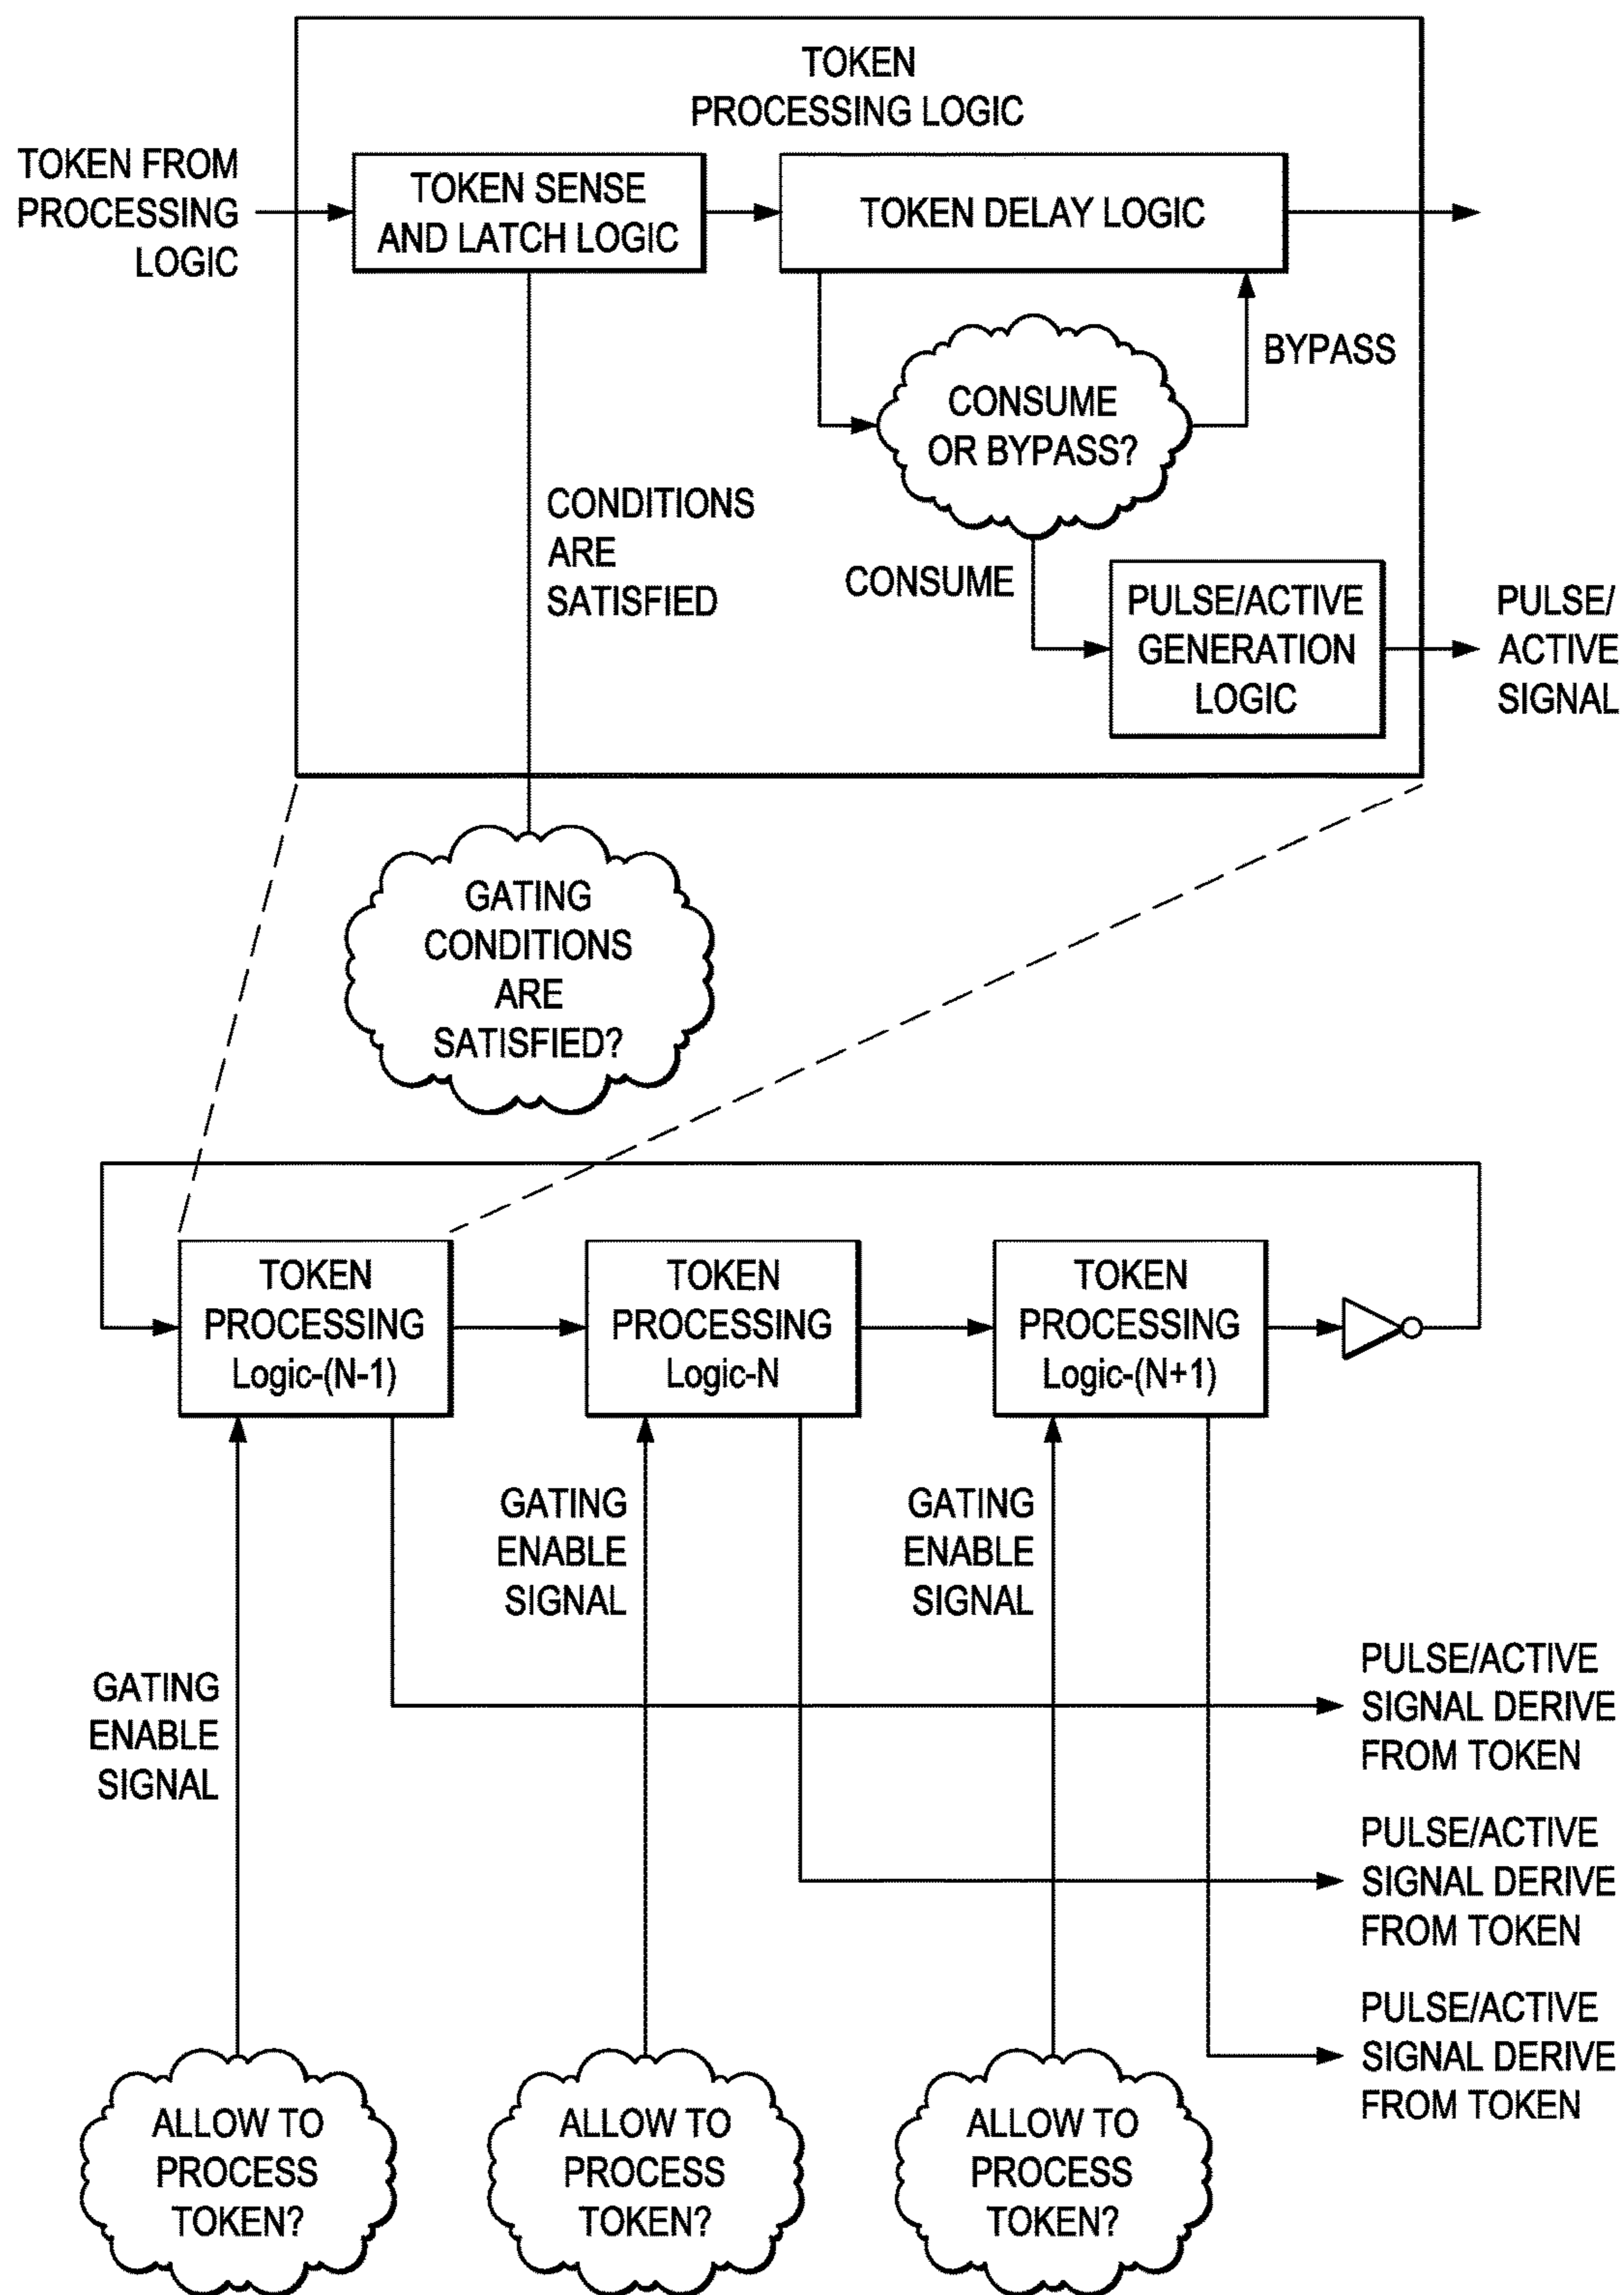 TOKEN
PROCESSING LOGIC
TOKEN FROM
PROCESSING
LOGIC
TOKEN SENSE
AND LATCH LOGIC
TOKEN DELAY LOGIC
BYPASS
CONSUME
OR BYPASS?
CONDITIONS
ARE
SATISFIED
CONSUME
PULSE/ACTIVE
GENERATION
LOGIC
PULSE/
ACTIVE
SIGNAL
GATING
CONDITIONS
ARE
SATISFIED?
TOKEN
PROCESSING
Logic-(N-1)
TOKEN
PROCESSING
Logic-N
TOKEN
PROCESSING
Logic-(N+1)
GATING
ENABLE
SIGNAL
GATING
ENABLE
SIGNAL
GATING
ENABLE
SIGNAL
PULSE/ACTIVE
SIGNAL DERIVE
FROM TOKEN
PULSE/ACTIVE
SIGNAL DERIVE
FROM TOKEN
PULSE/ACTIVE
SIGNAL DERIVE
FROM TOKEN
ALLOW TO
PROCESS
TOKEN?
ALLOW TO
PROCESS
TOKEN?
ALLOW TO
PROCESS
TOKEN?